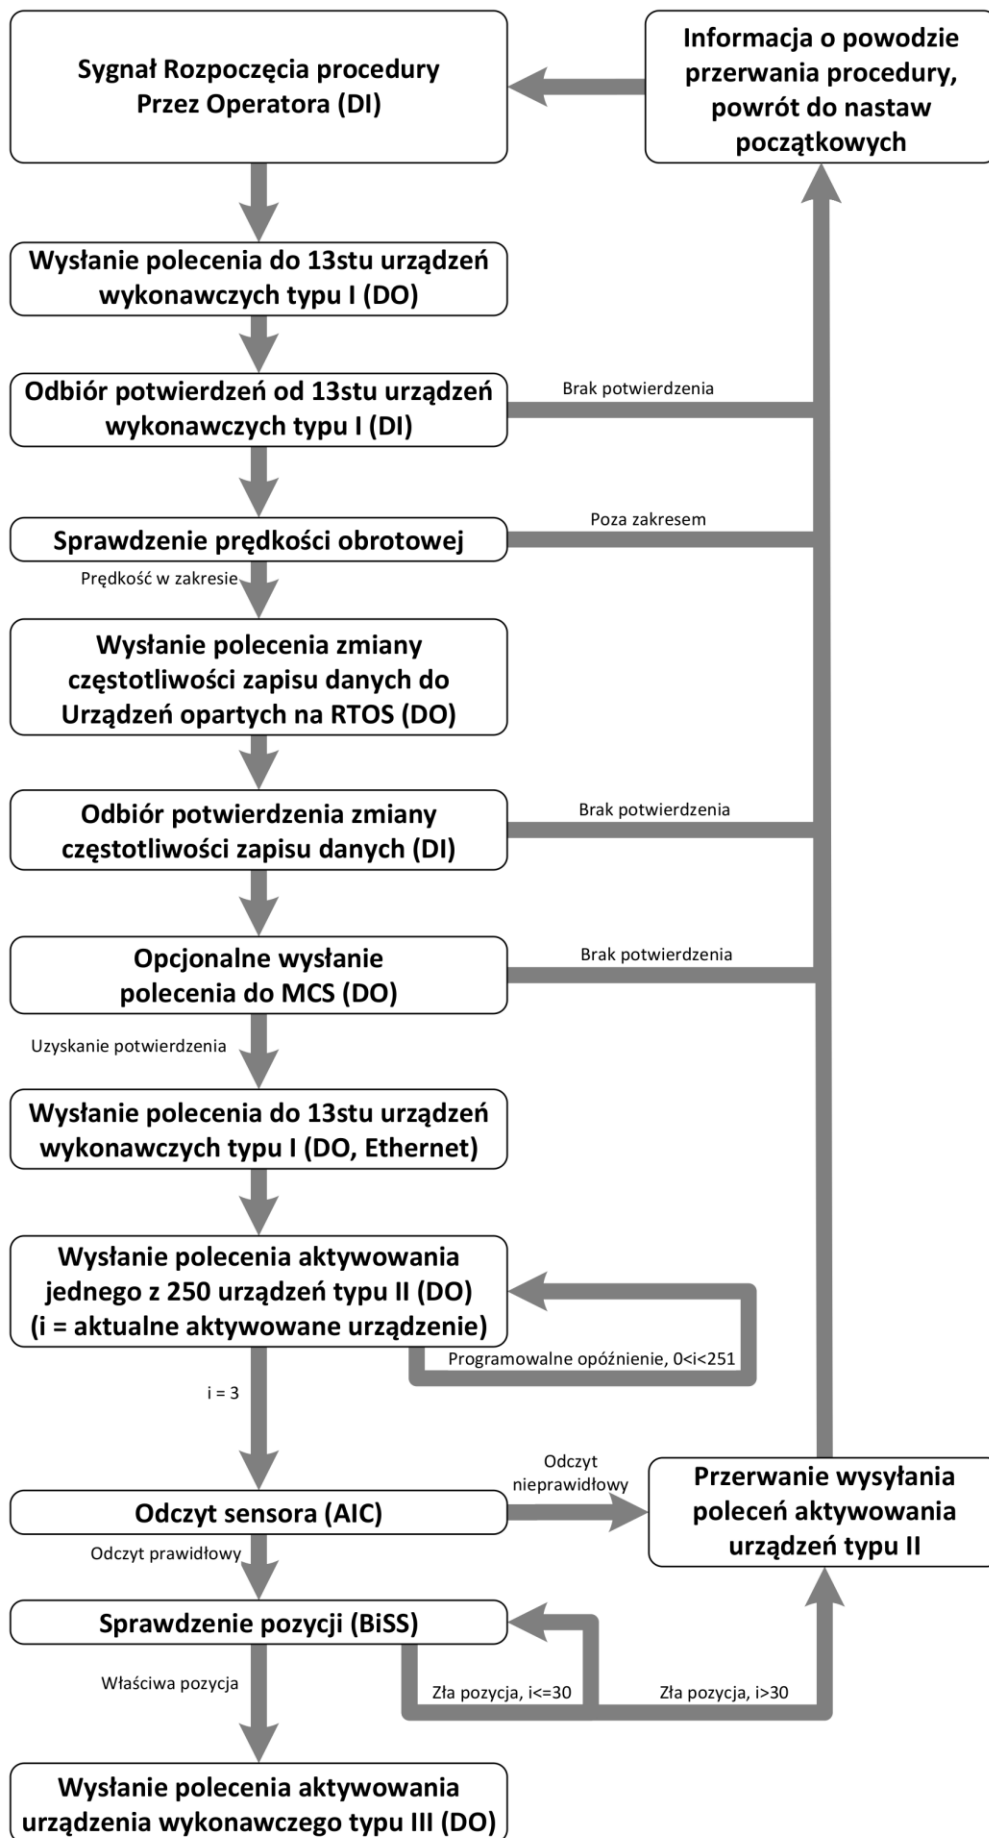 Sygnał Rozpoczęcia procedury
Przez Operatora (DI)
Informacja o powodzie
przerwania procedury,
powrót do nastaw
początkowych
Wysłanie polecenia do 13stu urządzeń
wykonawczych typu I (DO)
Odbiór potwierdzeń od 13stu urządzeń
wykonawczych typu I (DI)
Brak potwierdzenia
Sprawdzenie prędkości obrotowej
Poza zakresem
Prędkość w zakresie
Wysłanie polecenia zmiany
częstotliwości zapisu danych do
Urządzeń opartych na RTOS (DO)
Odbiór potwierdzenia zmiany
częstotliwości zapisu danych (DI)
Brak potwierdzenia
Opcjonalne wysłanie
polecenia do MCS (DO)
Brak potwierdzenia
Uzyskanie potwierdzenia
Wysłanie polecenia do 13stu urządzeń
wykonawczych typu I (DO, Ethernet)
Wysłanie polecenia aktywowania
jednego z 250 urządzeń typu II (DO)
(i = aktualne aktywowane urządzenie)
Programowalne opóźnienie, 0<i<251
i = 3
Odczyt sensora (AIC)
Odczyt
nieprawidłowy
Przerwanie wysyłania
poleceń aktywowania
urządzeń typu II
Odczyt prawidłowy
Sprawdzenie pozycji (BiSS)
Właściwa pozycja
Zła pozycja, i<=30
Zła pozycja, i>30
Wysłanie polecenia aktywowania
urządzenia wykonawczego typu III (DO)